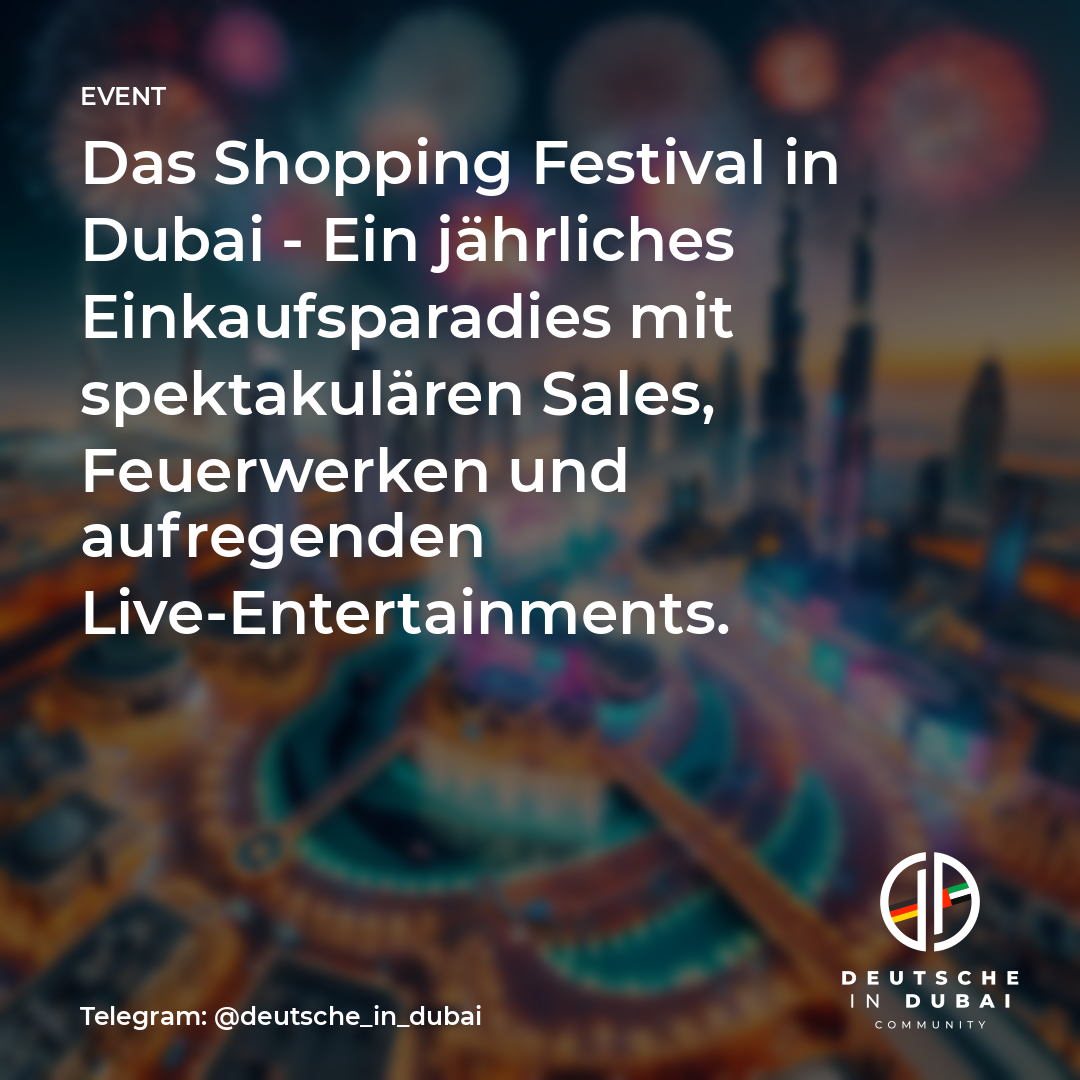 EVENT
Das Shopping Festival in
Dubai - Ein jährliches
Einkaufsparadies mit
spektakulären Sales,
Feuerwerken und
aufregenden
Live-Entertainments.
DEUTSCHE
IN DUBAI
COMMUNITY
Telegram: @deutsche_in_dubai